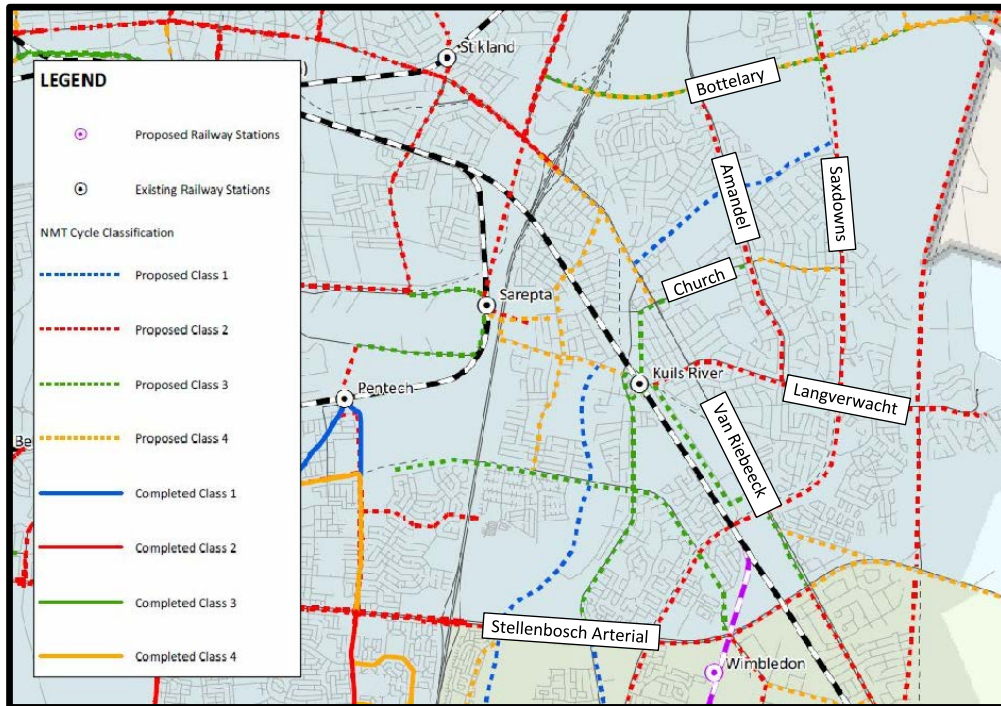 LEGEND
Proposed Railway Stations
Existing Railway Stations
NMT Cycle Classification
Proposed Class 1
Proposed Class 2
Proposed Class 3
Proposed Class 4
Completed Class 1
Completed Class 2
Completed Class 3
Completed Class 4
Stikland
)
Bottelary
Amandel
Saxdowns
Church
Sarepta
Kuils River
Pentech
Langverwacht
Van Riebeeck
Be
Stellenbosch Arterial
Wimbledon